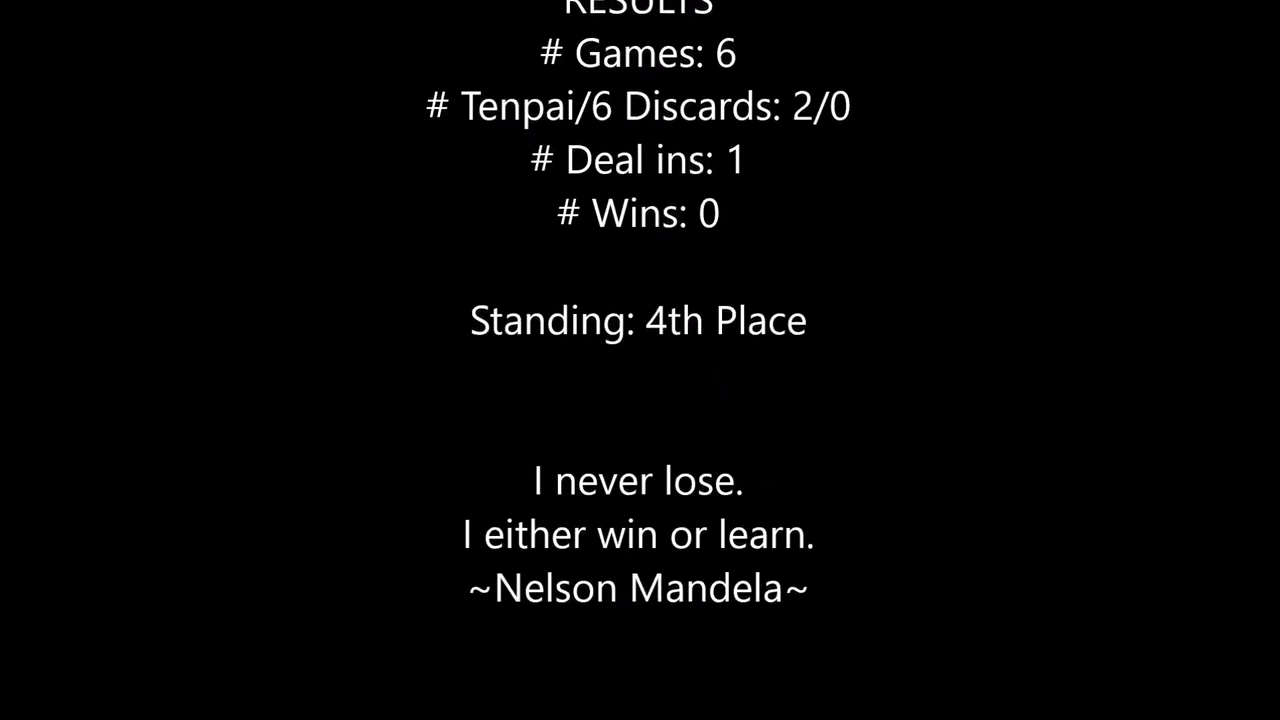 RESULTS
# Games: 6
# Tenpai/6 Discards: 2/0
# Deal ins: 1
# Wins: 0
Standing: 4th Place
I never lose.
I either win or learn.
~Nelson Mandela~